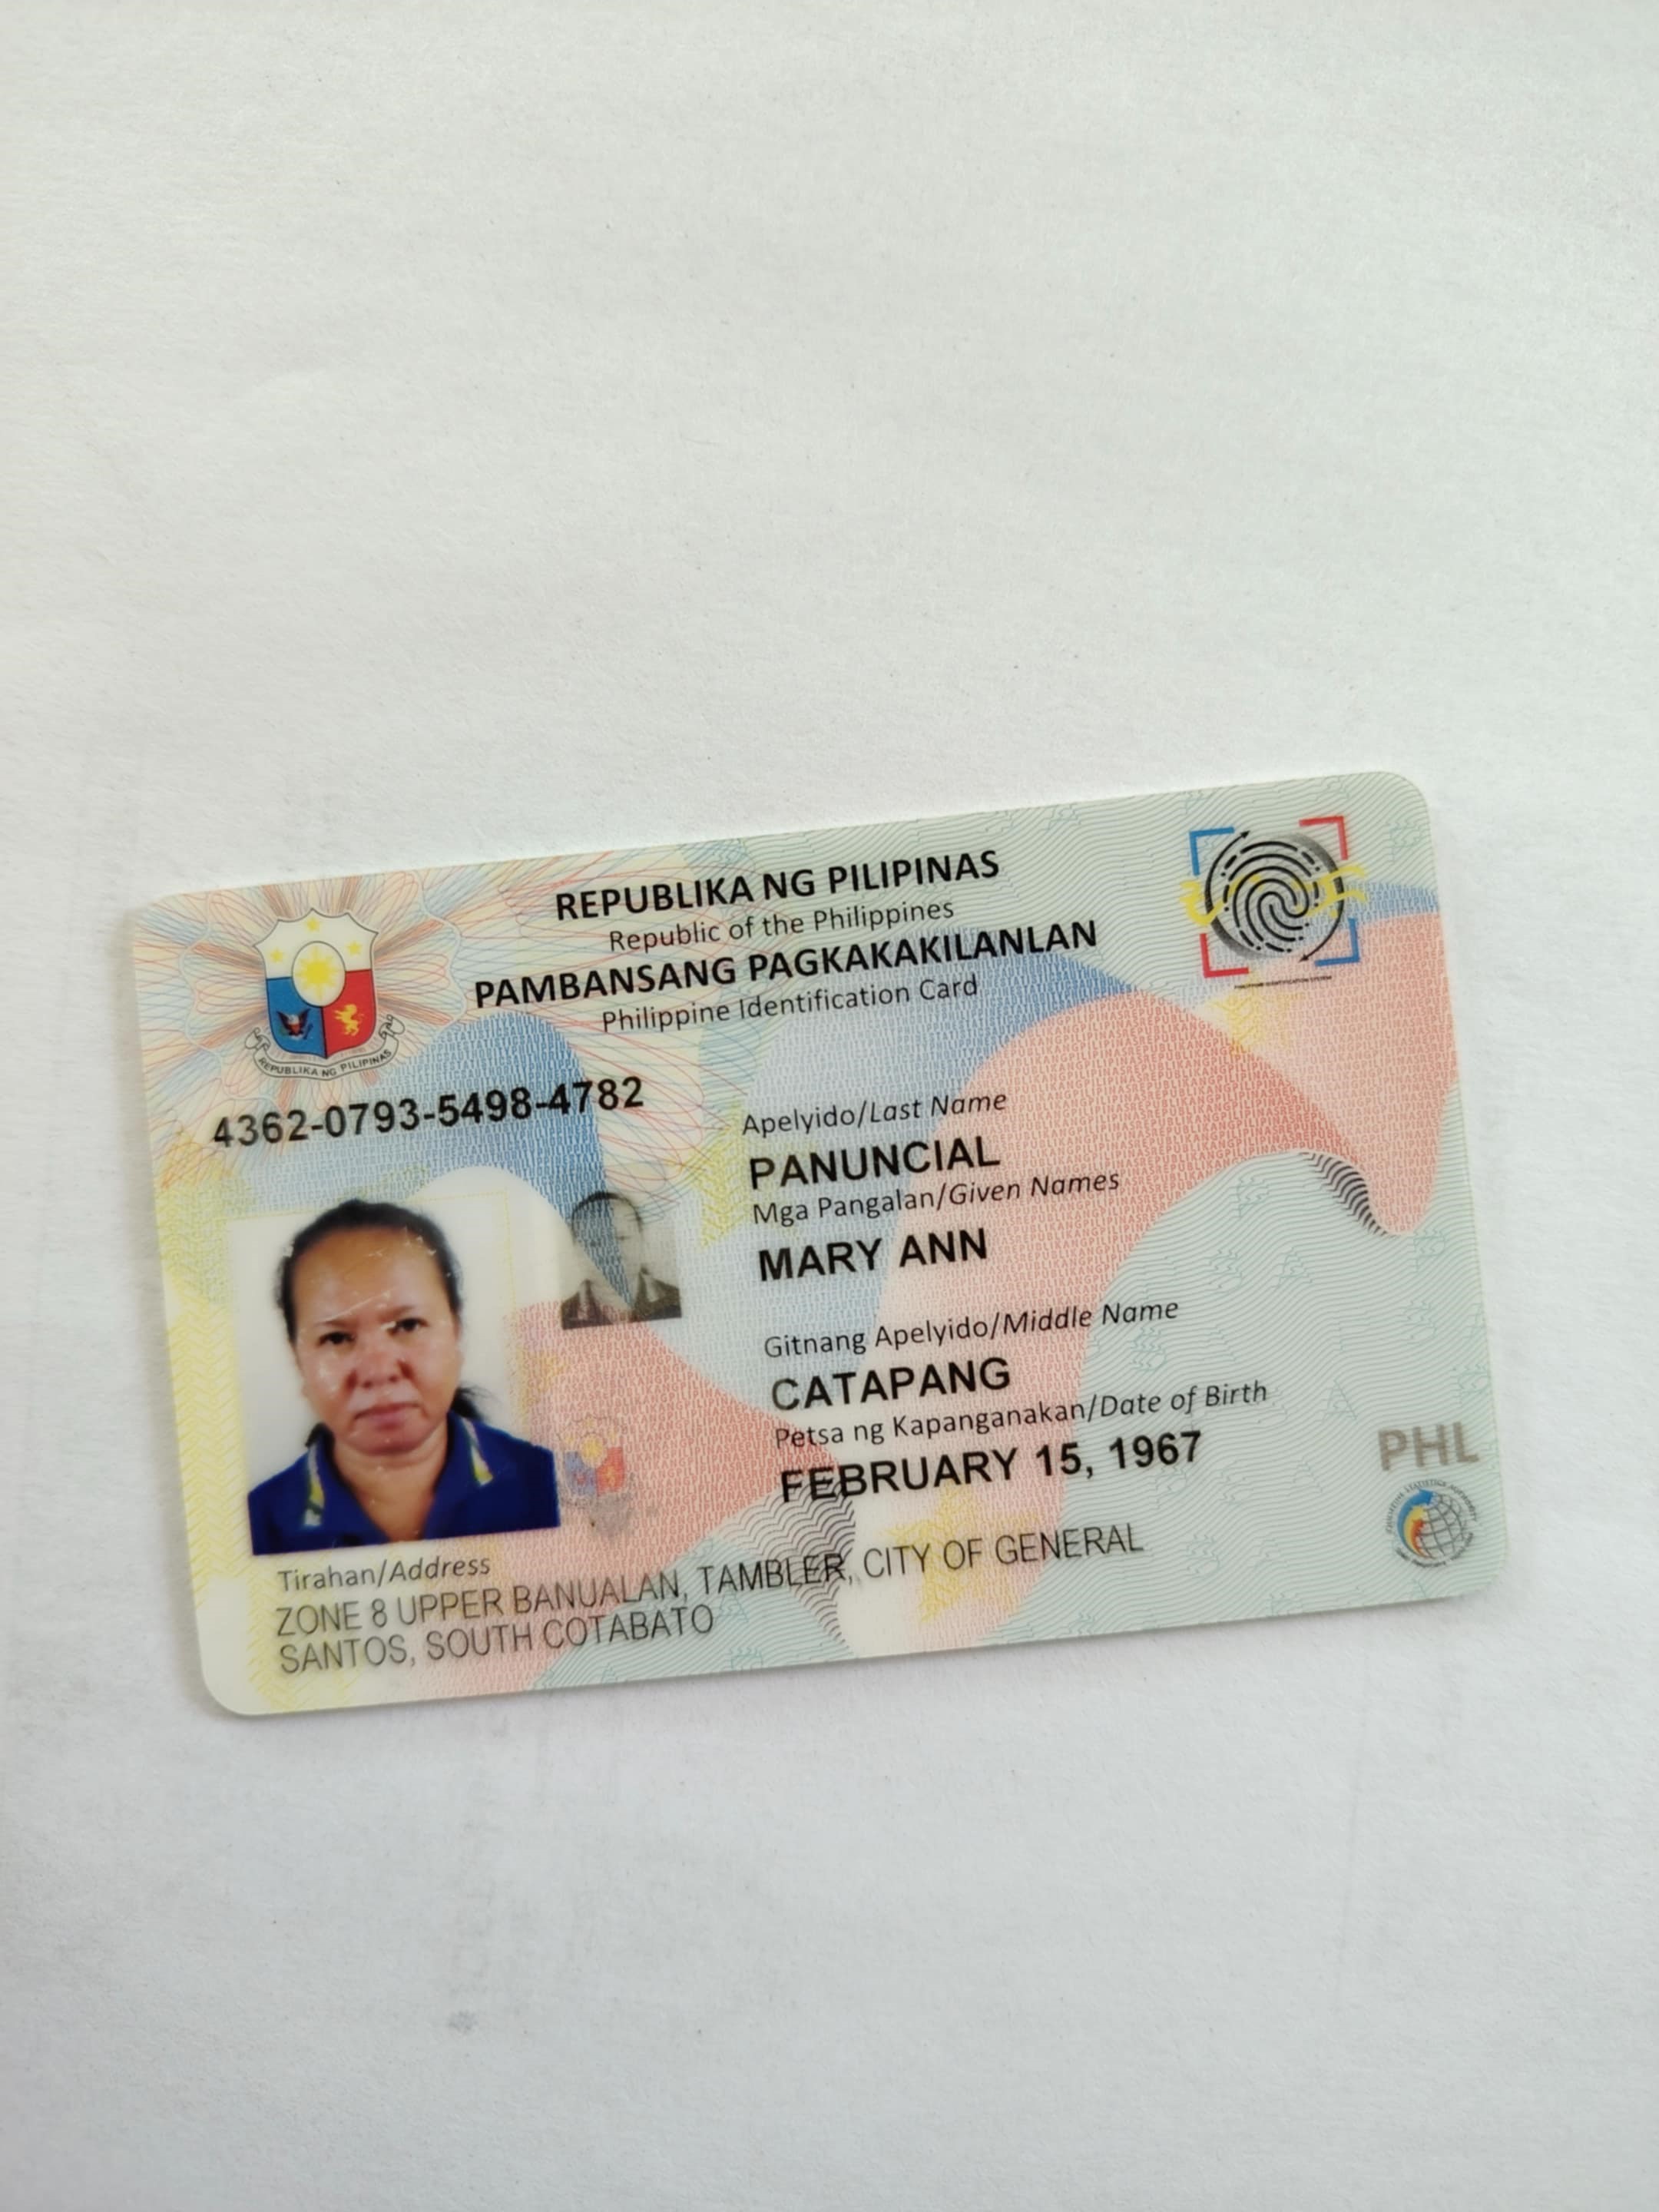 REPUBLIKA NG PILIPINAS
Republic of the Philippines
PAMBANSANG PAGKAKAKILANLAN
Philippine Identification Card
REPUBLIKA NG PILIPINAS
4362-0793-5498-4782
Apelyido/Last Name
PANUNCIAL
Mga Pangalan/Given Names
MARY ANN
Gitnang Apelyido/Middle Name
CATAPANG
Petsa ng Kapanganakan/Date of Birth
FEBRUARY 15, 1967
PHL
Tirahan/Address
ZONE 8 UPPER BANUALAN, TAMBLER, CITY OF GENERAL
SANTOS, SOUTH COTABATO